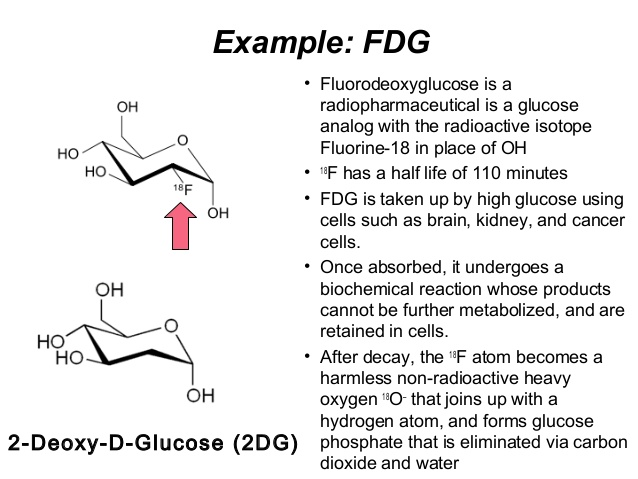 Example: FDG
OH
O
HO
HO
18F
OH
OH
O
HO
HO
OH
2-Deoxy-D-Glucose (2DG)
• Fluorodeoxyglucose is a
radiopharmaceutical is a glucose
analog with the radioactive isotope
Fluorine-18 in place of OH
• 18F has a half life of 110 minutes
• FDG is taken up by high glucose using
cells such as brain, kidney, and cancer
cells.
• Once absorbed, it undergoes a
biochemical reaction whose products
cannot be further metabolized, and are
retained in cells.
• After decay, the 18F atom becomes a
harmless non-radioactive heavy
oxygen 18O- that joins up with a
hydrogen atom, and forms glucose
phosphate that is eliminated via carbon
dioxide and water